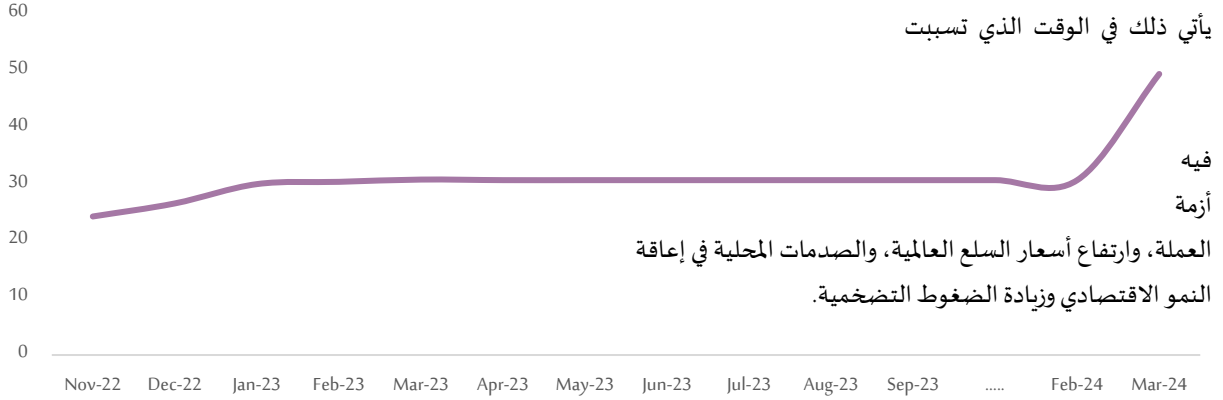 يأتي ذلك في الوقت الذي تسببت
فيه
أزمة
العملة، وارتفاع أسعار السلع العالمية، والصدمات المحلية في إعاقة
النمو الاقتصادي وزيادة الضغوط التضخمية.
60
50
40
30
20
10
0
Nov-22 Dec-22 Jan-23 Feb-23 Mar-23 Apr-23 May-23 Jun-23 Jul-23 Aug-23 Sep-23 ..... Feb-24 Mar-24